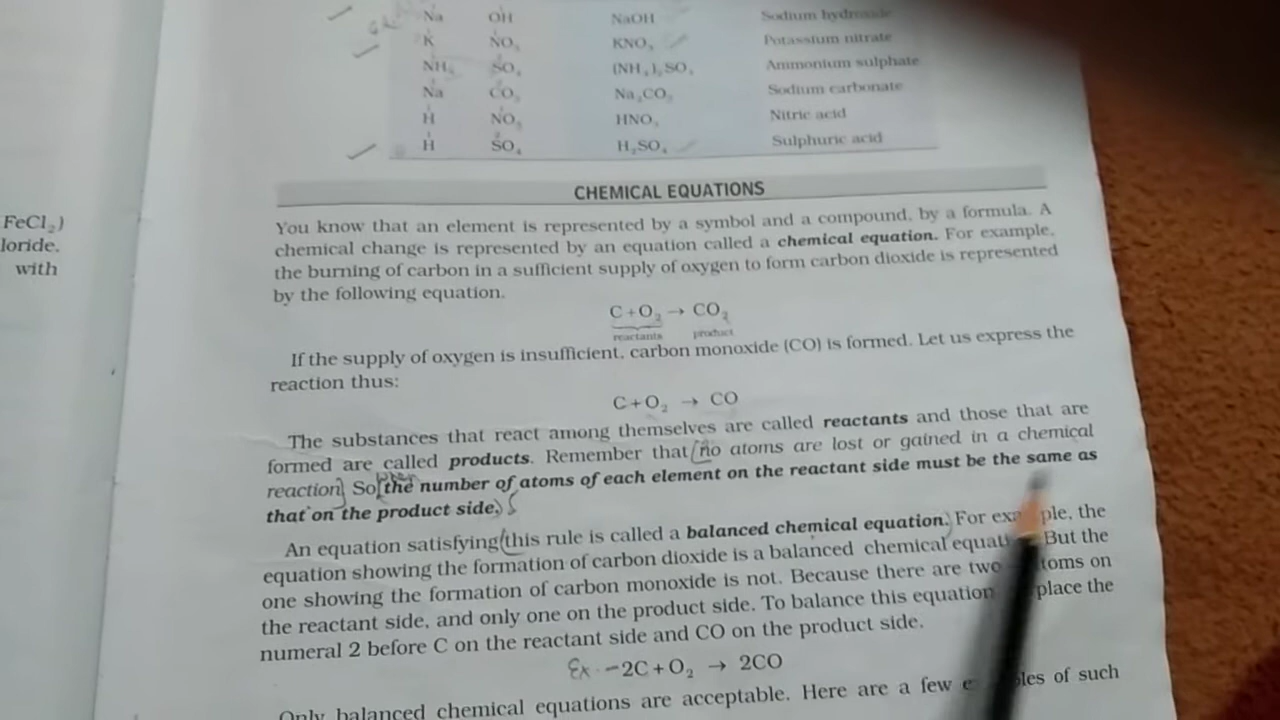 Na OH NaOH Sodium hydroxide
K NO₃ KNO₃ Potassium nitrate
NH₄ SO₄ (NH₄)₂SO₄ Ammonium sulphate
Na CO₃ Na₂CO₃ Sodium carbonate
H NO₃ HNO₃ Nitric acid
H SO₄ H₂SO₄ Sulphuric acid
FeCl₂)
loride.
with
CHEMICAL EQUATIONS
You know that an element is represented by a symbol and a compound, by a formula. A
chemical change is represented by an equation called a chemical equation. For example,
the burning of carbon in a sufficient supply of oxygen to form carbon dioxide is represented
by the following equation.
C+O₂ → CO₂
reactants product
If the supply of oxygen is insufficient, carbon monoxide (CO) is formed. Let us express the
reaction thus:
C+O₂ → CO
The substances that react among themselves are called reactants and those that are
formed are called products. Remember that no atoms are lost or gained in a chemical
reaction. So the number of atoms of each element on the reactant side must be the same as
that on the product side.
An equation satisfying this rule is called a balanced chemical equation. For example, the
equation showing the formation of carbon dioxide is a balanced chemical equation. But the
one showing the formation of carbon monoxide is not. Because there are two atoms on
the reactant side, and only one on the product side. To balance this equation place the
numeral 2 before C on the reactant side and CO on the product side.
Ex - 2C+O₂ → 2CO
Only balanced chemical equations are acceptable. Here are a few of such